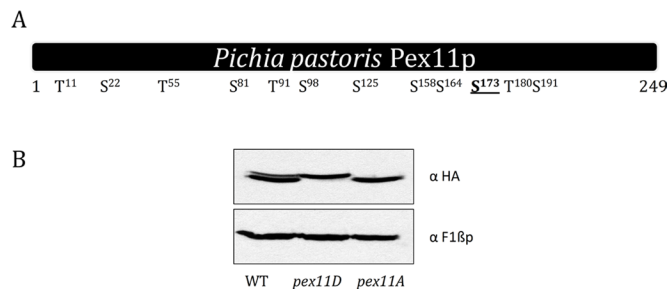 A
Pichia pastoris Pex11p
1 T¹¹ S²² T⁵⁵ S⁸¹ T⁹¹ S⁹⁸ S¹²⁵ S¹⁵⁸S¹⁶⁴ S¹⁷³ T¹⁸⁰S¹⁹¹ 249
B
α HA
α F1ßp
WT pex11D pex11A